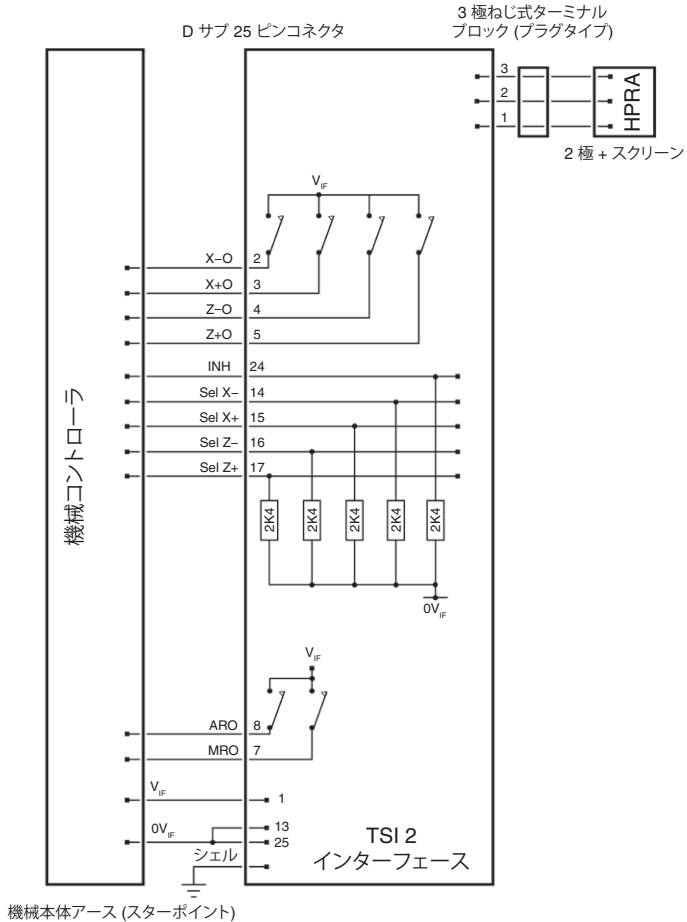 D サブ 25 ピンコネクタ
3 極ねじ式ターミナル
ブロック (プラグタイプ)
3
2
1
HPRA
2 極 + スクリーン
VIF
X−O 2
X+O 3
Z−O 4
Z+O 5
INH 24
Sel X− 14
Sel X+ 15
Sel Z− 16
Sel Z+ 17
機械コントローラ
2K4 2K4 2K4 2K4 2K4
0VIF
VIF
ARO 8
MRO 7
VIF 1
0VIF 13
25
シェル
TSI 2
インターフェース
機械本体アース (スターポイント)